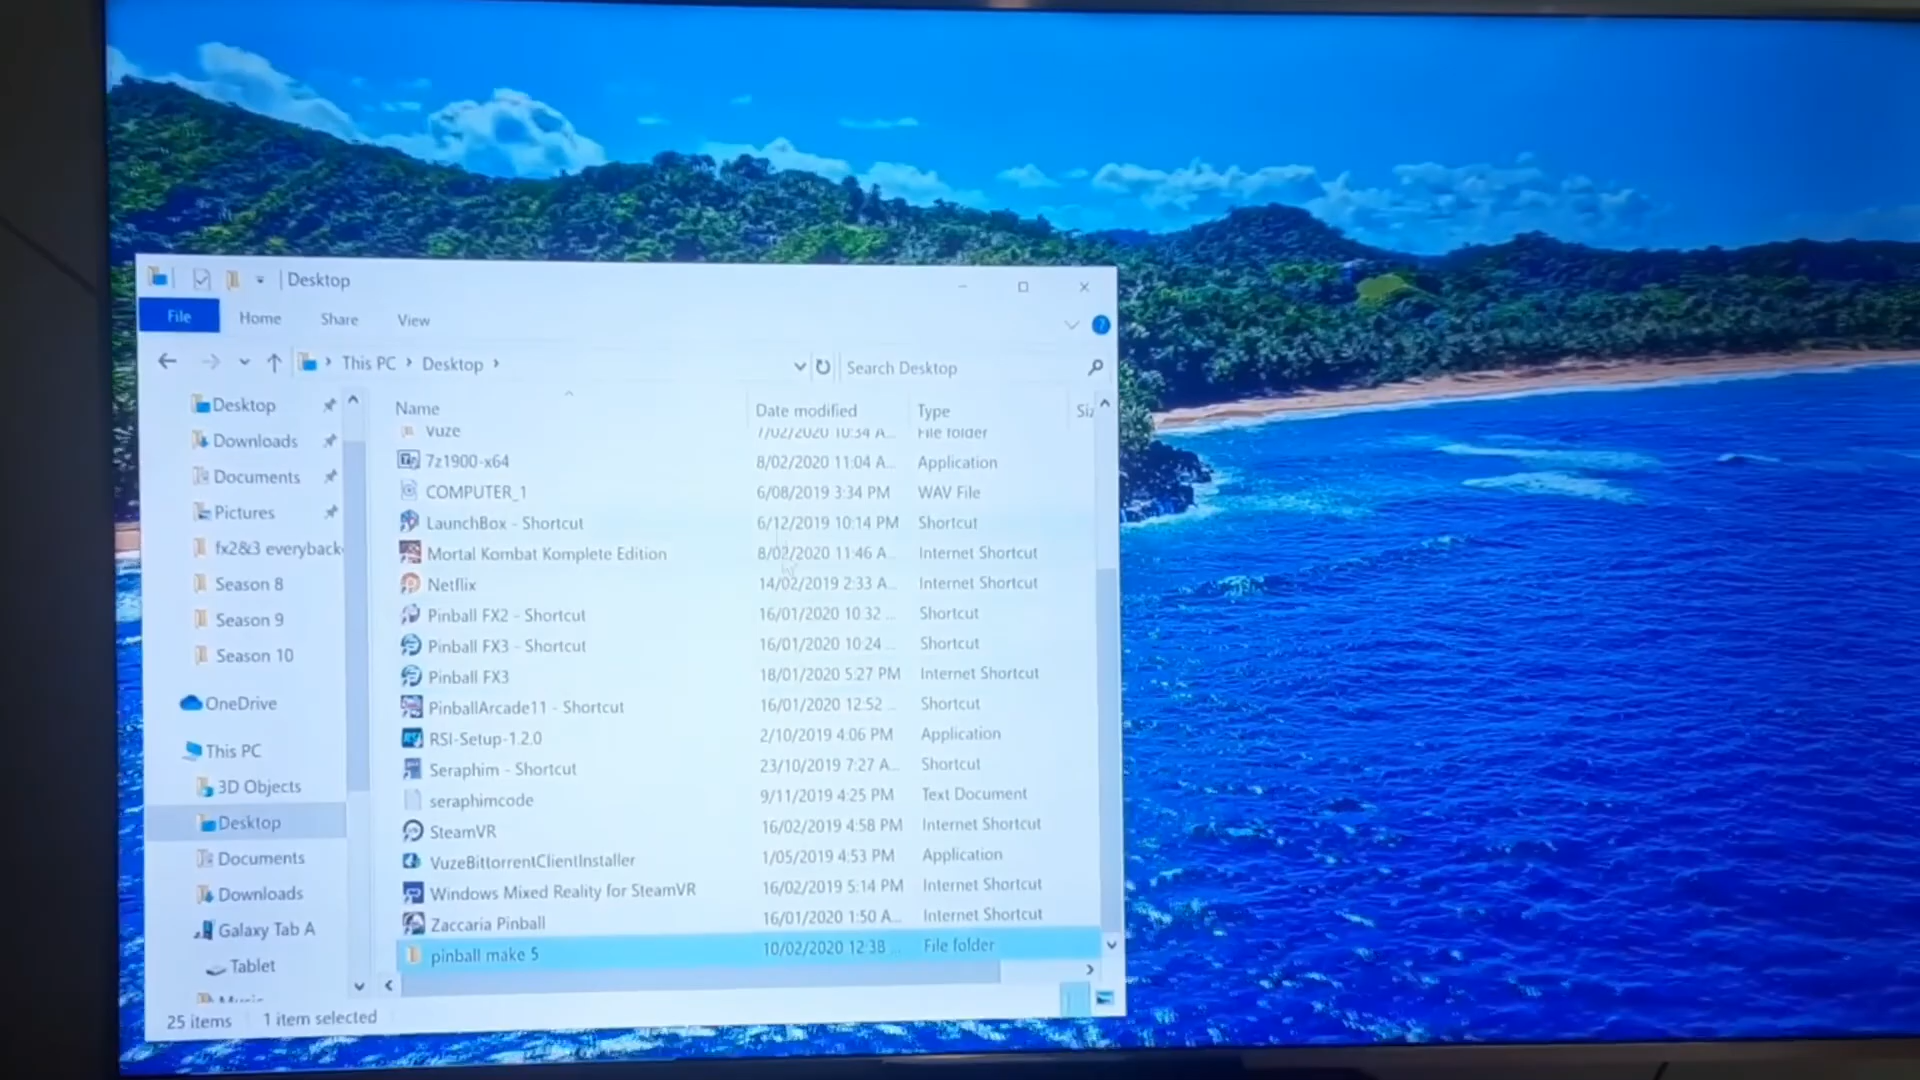 Desktop
File Home Share View
This PC > Desktop >
Search Desktop
Desktop
Downloads
Documents
Pictures
fx2&3 everyback
Season 8
Season 9
Season 10
OneDrive
This PC
3D Objects
Desktop
Documents
Downloads
Galaxy Tab A
Tablet
Name Date modified Type Siz
Vuze 7/02/2020 10:34 A... File folder
7z1900-x64 8/02/2020 11:04 A... Application
COMPUTER_1 6/08/2019 3:34 PM WAV File
LaunchBox - Shortcut 6/12/2019 10:14 PM Shortcut
Mortal Kombat Komplete Edition 8/02/2020 11:46 A... Internet Shortcut
Netflix 14/02/2019 2:33 A... Internet Shortcut
Pinball FX2 - Shortcut 16/01/2020 10:32 ... Shortcut
Pinball FX3 - Shortcut 16/01/2020 10:24 ... Shortcut
Pinball FX3 18/01/2020 5:27 PM Internet Shortcut
PinballArcade11 - Shortcut 16/01/2020 12:52 ... Shortcut
RSI-Setup-1.2.0 2/10/2019 4:06 PM Application
Seraphim - Shortcut 23/10/2019 7:27 A... Shortcut
seraphimcode 9/11/2019 4:25 PM Text Document
SteamVR 16/02/2019 4:58 PM Internet Shortcut
VuzeBittorrentClientInstaller 1/05/2019 4:53 PM Application
Windows Mixed Reality for SteamVR 16/02/2019 5:14 PM Internet Shortcut
Zaccaria Pinball 16/01/2020 1:50 A... Internet Shortcut
pinball make 5 10/02/2020 12:38 ... File folder
25 items 1 item selected